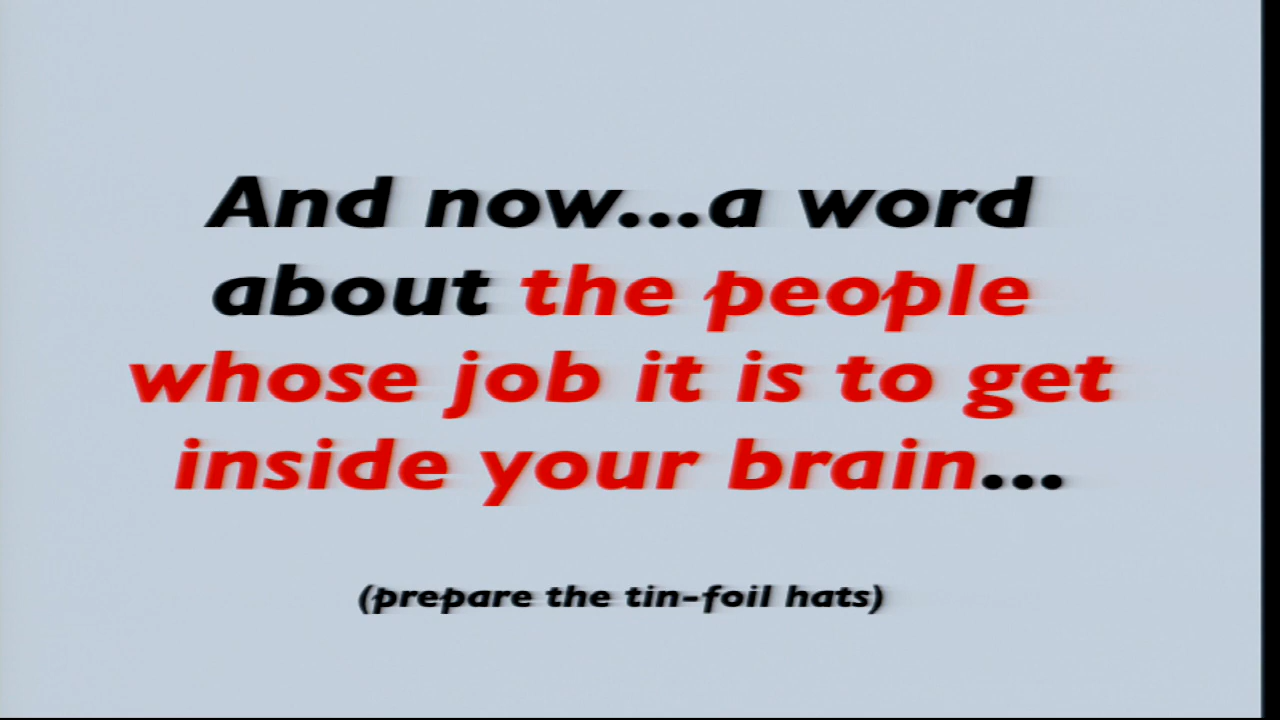 And now...a word
about the people
whose job it is to get
inside your brain...
(prepare the tin-foil hats)